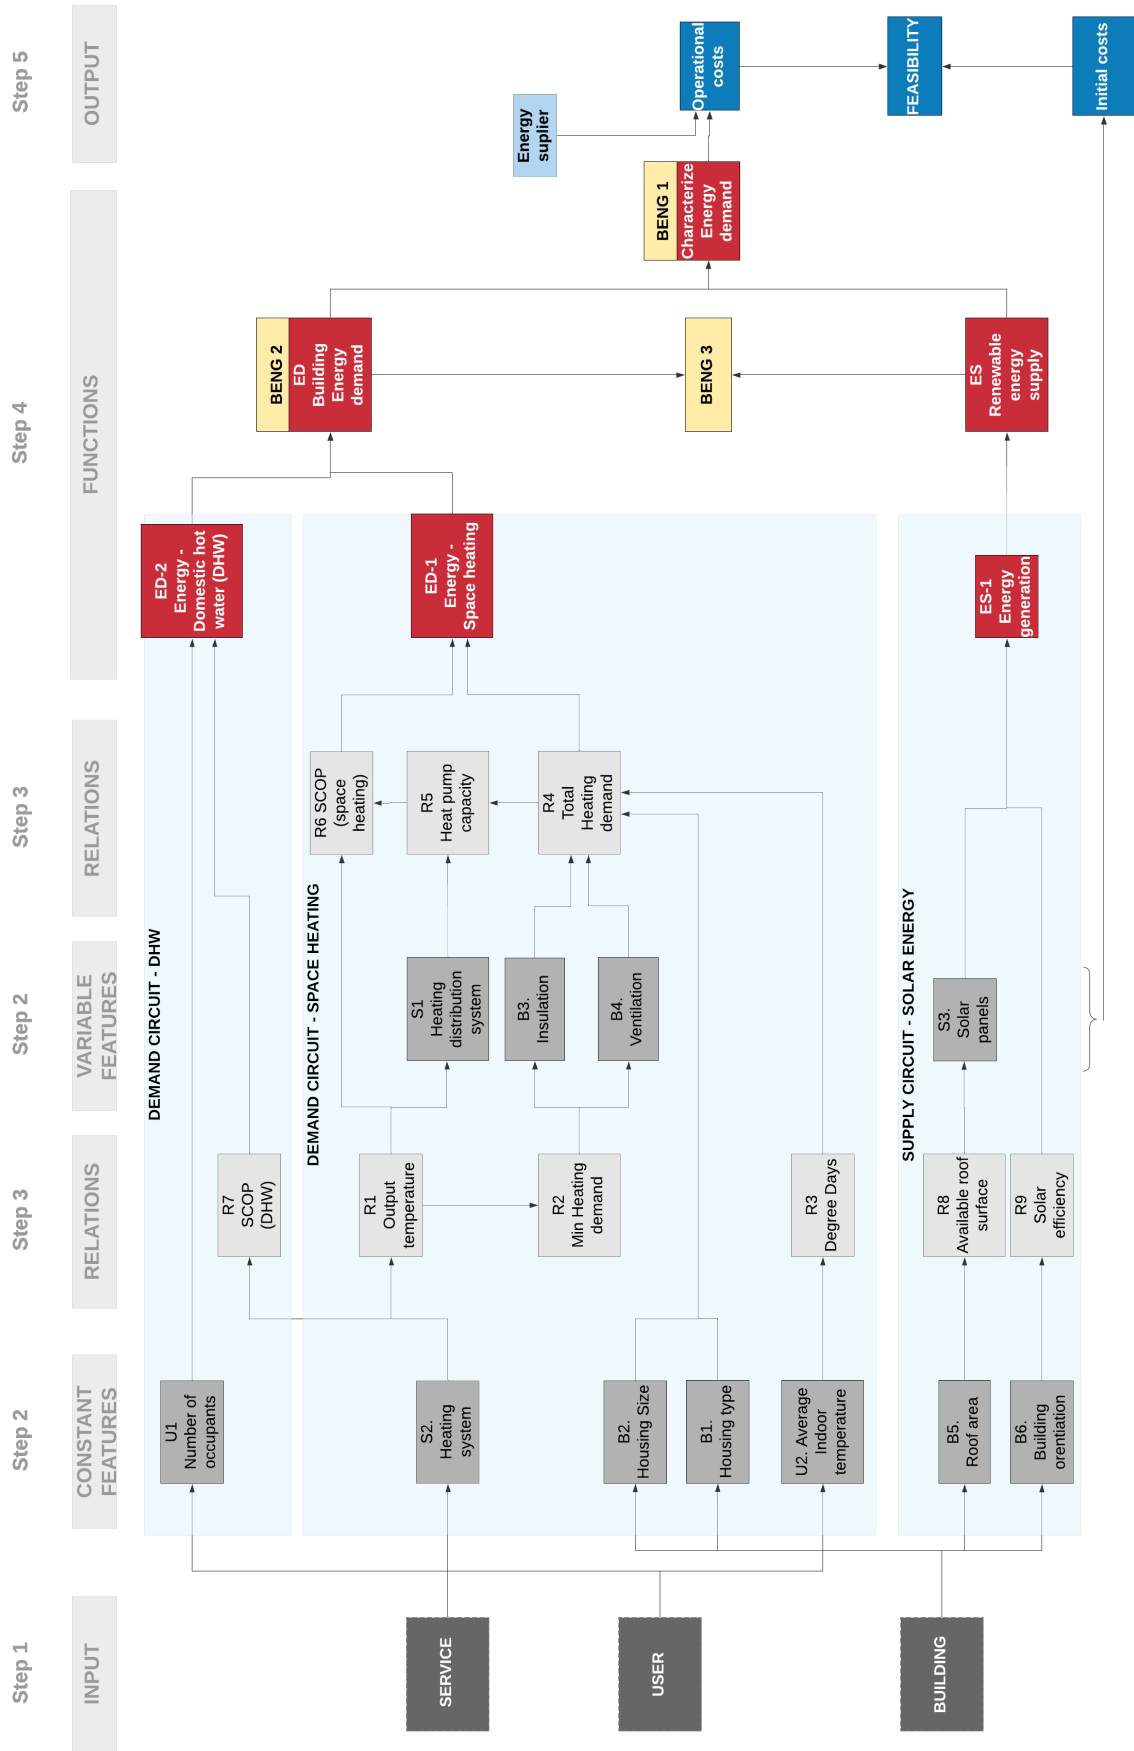 Step 1
INPUT
Step 2
CONSTANT
FEATURES
Step 3
RELATIONS
Step 2
VARIABLE
FEATURES
Step 3
RELATIONS
Step 4
FUNCTIONS
Step 5
OUTPUT
SERVICE
USER
BUILDING
DEMAND CIRCUIT - DHW
U1
Number of
occupants
R7
SCOP
(DHW)
ED-2
Energy -
Domestic hot
water (DHW)
DEMAND CIRCUIT - SPACE HEATING
S2.
Heating
system
B2.
Housing Size
B1.
Housing type
U2. Average
Indoor
temperature
R1
Output
temperature
R2
Min Heating
demand
R3
Degree Days
S1
Heating
distribution
system
B3.
Insulation
B4.
Ventilation
R6 SCOP
(space
heating)
R5
Heat pump
capacity
R4
Total
Heating
demand
ED-1
Energy -
Space heating
SUPPLY CIRCUIT - SOLAR ENERGY
B5.
Roof area
B6.
Building
orentiation
R8
Available roof
surface
R9
Solar
efficiency
S3.
Solar
panels
ES-1
Energy
generation
BENG 2
ED
Building
Energy
demand
BENG 3
ES
Renewable
energy
supply
BENG 1
Characterize
Energy
demand
Energy
suplier
Operational
costs
FEASIBILITY
Initial costs